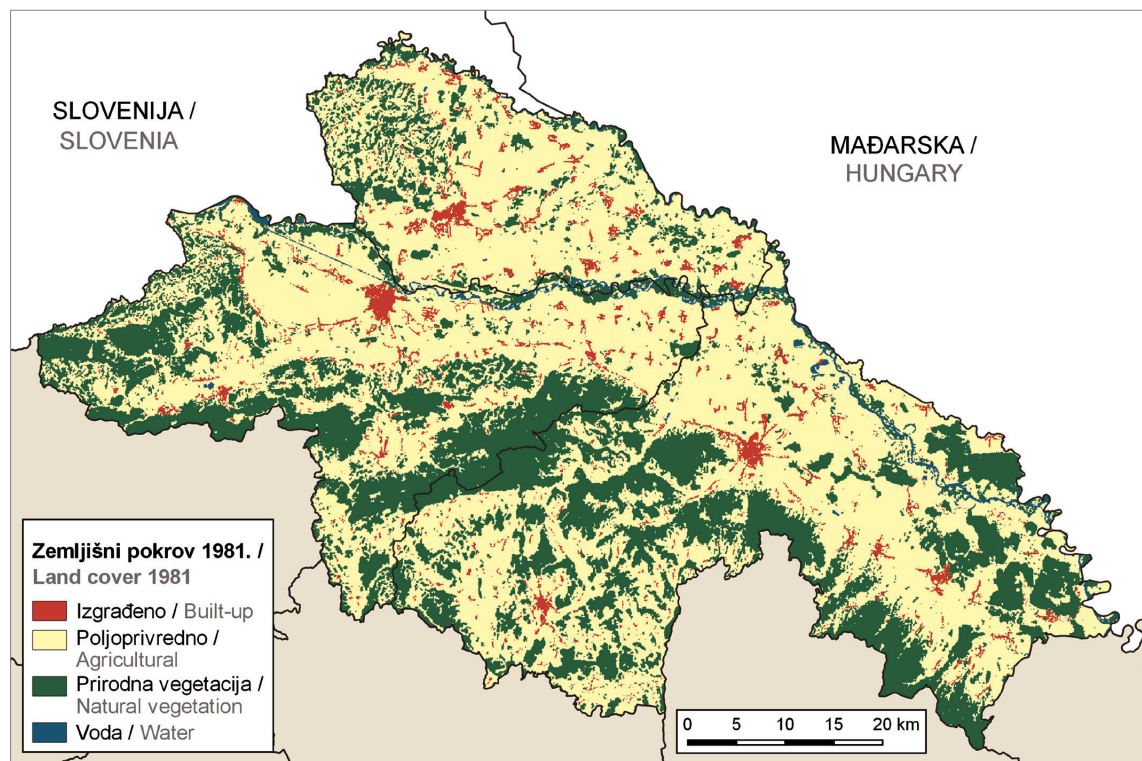 SLOVENIJA /
SLOVENIA
MAĐARSKA /
HUNGARY
Zemljišni pokrov 1981. /
Land cover 1981
Izgrađeno / Built-up
Poljoprivredno /
Agricultural
Prirodna vegetacija /
Natural vegetation
Voda / Water
0 5 10 15 20 km